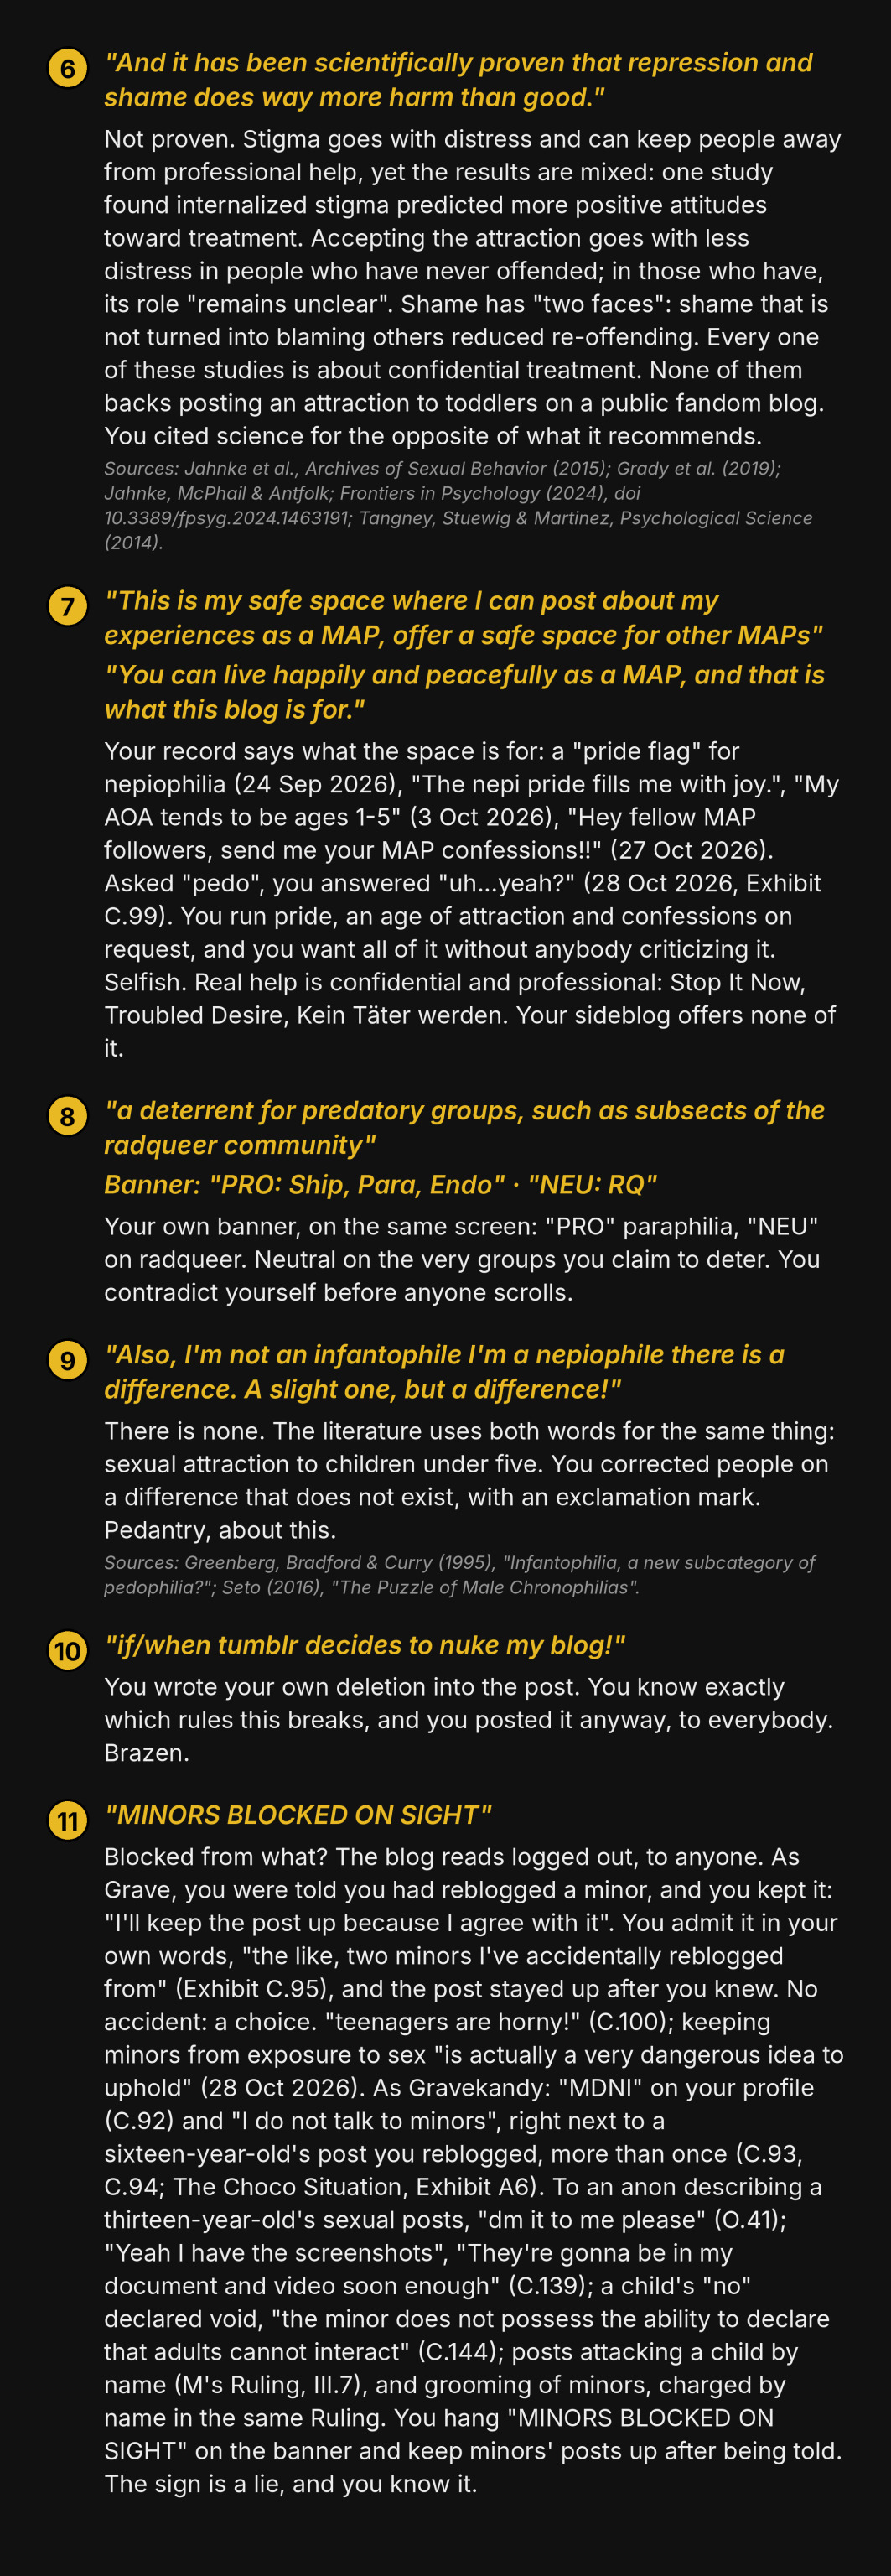 6
"And it has been scientifically proven that repression and
shame does way more harm than good."
Not proven. Stigma goes with distress and can keep people away
from professional help, yet the results are mixed: one study
found internalized stigma predicted more positive attitudes
toward treatment. Accepting the attraction goes with less
distress in people who have never offended; in those who have,
its role "remains unclear". Shame has "two faces": shame that is
not turned into blaming others reduced re-offending. Every one
of these studies is about confidential treatment. None of them
backs posting an attraction to toddlers on a public fandom blog.
You cited science for the opposite of what it recommends.
Sources: Jahnke et al., Archives of Sexual Behavior (2015); Grady et al. (2019);
Jahnke, McPhail & Antfolk; Frontiers in Psychology (2024), doi
10.3389/fpsyg.2024.1463191; Tangney, Stuewig & Martinez, Psychological Science
(2014).
7
"This is my safe space where I can post about my
experiences as a MAP, offer a safe space for other MAPs"
"You can live happily and peacefully as a MAP, and that is
what this blog is for."
Your record says what the space is for: a "pride flag" for
nepiophilia (24 Sep 2026), "The nepi pride fills me with joy.", "My
AOA tends to be ages 1-5" (3 Oct 2026), "Hey fellow MAP
followers, send me your MAP confessions!!" (27 Oct 2026).
Asked "pedo", you answered "uh...yeah?" (28 Oct 2026, Exhibit
C.99). You run pride, an age of attraction and confessions on
request, and you want all of it without anybody criticizing it.
Selfish. Real help is confidential and professional: Stop It Now,
Troubled Desire, Kein Täter werden. Your sideblog offers none of
it.
8
"a deterrent for predatory groups, such as subsects of the
radqueer community"
Banner: "PRO: Ship, Para, Endo" · "NEU: RQ"
Your own banner, on the same screen: "PRO" paraphilia, "NEU"
on radqueer. Neutral on the very groups you claim to deter. You
contradict yourself before anyone scrolls.
9
"Also, I'm not an infantophile I'm a nepiophile there is a
difference. A slight one, but a difference!"
There is none. The literature uses both words for the same thing:
sexual attraction to children under five. You corrected people on
a difference that does not exist, with an exclamation mark.
Pedantry, about this.
Sources: Greenberg, Bradford & Curry (1995), "Infantophilia, a new subcategory of
pedophilia?"; Seto (2016), "The Puzzle of Male Chronophilias".
10
"if/when tumblr decides to nuke my blog!"
You wrote your own deletion into the post. You know exactly
which rules this breaks, and you posted it anyway, to everybody.
Brazen.
11
"MINORS BLOCKED ON SIGHT"
Blocked from what? The blog reads logged out, to anyone. As
Grave, you were told you had reblogged a minor, and you kept it:
"I'll keep the post up because I agree with it". You admit it in your
own words, "the like, two minors I've accidentally reblogged
from" (Exhibit C.95), and the post stayed up after you knew. No
accident: a choice. "teenagers are horny!" (C.100); keeping
minors from exposure to sex "is actually a very dangerous idea to
uphold" (28 Oct 2026). As Gravekandy: "MDNI" on your profile
(C.92) and "I do not talk to minors", right next to a
sixteen-year-old's post you reblogged, more than once (C.93,
C.94; The Choco Situation, Exhibit A6). To an anon describing a
thirteen-year-old's sexual posts, "dm it to me please" (O.41);
"Yeah I have the screenshots", "They're gonna be in my
document and video soon enough" (C.139); a child's "no"
declared void, "the minor does not possess the ability to declare
that adults cannot interact" (C.144); posts attacking a child by
name (M's Ruling, III.7), and grooming of minors, charged by
name in the same Ruling. You hang "MINORS BLOCKED ON
SIGHT" on the banner and keep minors' posts up after being told.
The sign is a lie, and you know it.